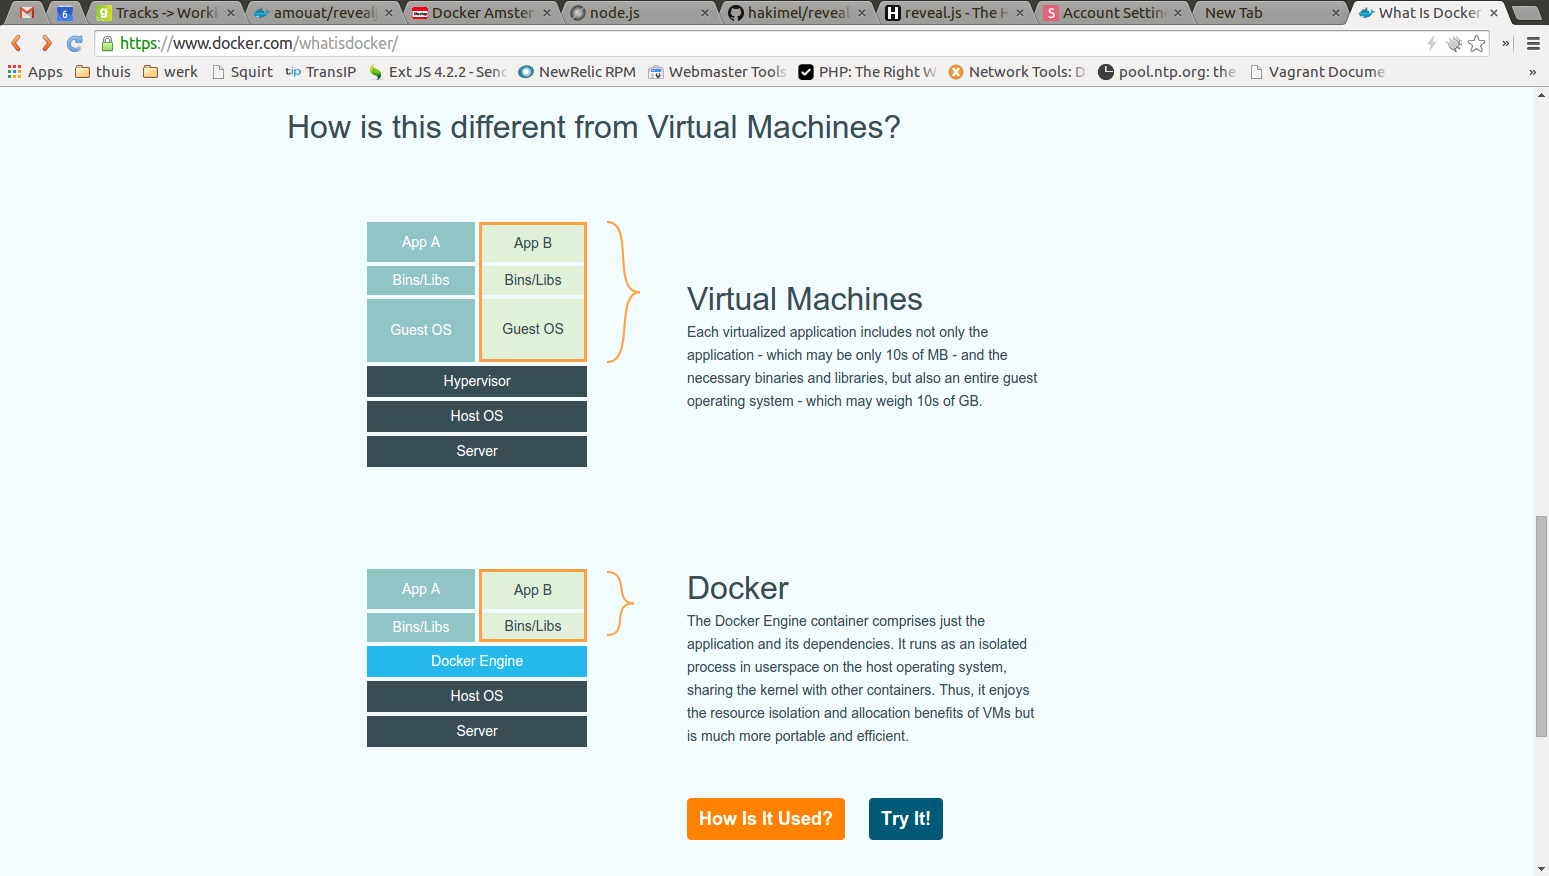 6 Tracks -> Worki amouat/reveal Docker Amster node.js hakimel/reveal reveal.js - The H Account Settin New Tab What Is Docker
https://www.docker.com/whatisdocker/
Apps thuis werk Squirt tip TransIP Ext JS 4.2.2 - Senc NewRelic RPM Webmaster Tools PHP: The Right W Network Tools: D pool.ntp.org: the Vagrant Docume »
How is this different from Virtual Machines?
App A App B
Bins/Libs Bins/Libs
Guest OS Guest OS
Hypervisor
Host OS
Server
Virtual Machines
Each virtualized application includes not only the
application - which may be only 10s of MB - and the
necessary binaries and libraries, but also an entire guest
operating system - which may weigh 10s of GB.
App A App B
Bins/Libs Bins/Libs
Docker Engine
Host OS
Server
Docker
The Docker Engine container comprises just the
application and its dependencies. It runs as an isolated
process in userspace on the host operating system,
sharing the kernel with other containers. Thus, it enjoys
the resource isolation and allocation benefits of VMs but
is much more portable and efficient.
How Is It Used? Try It!